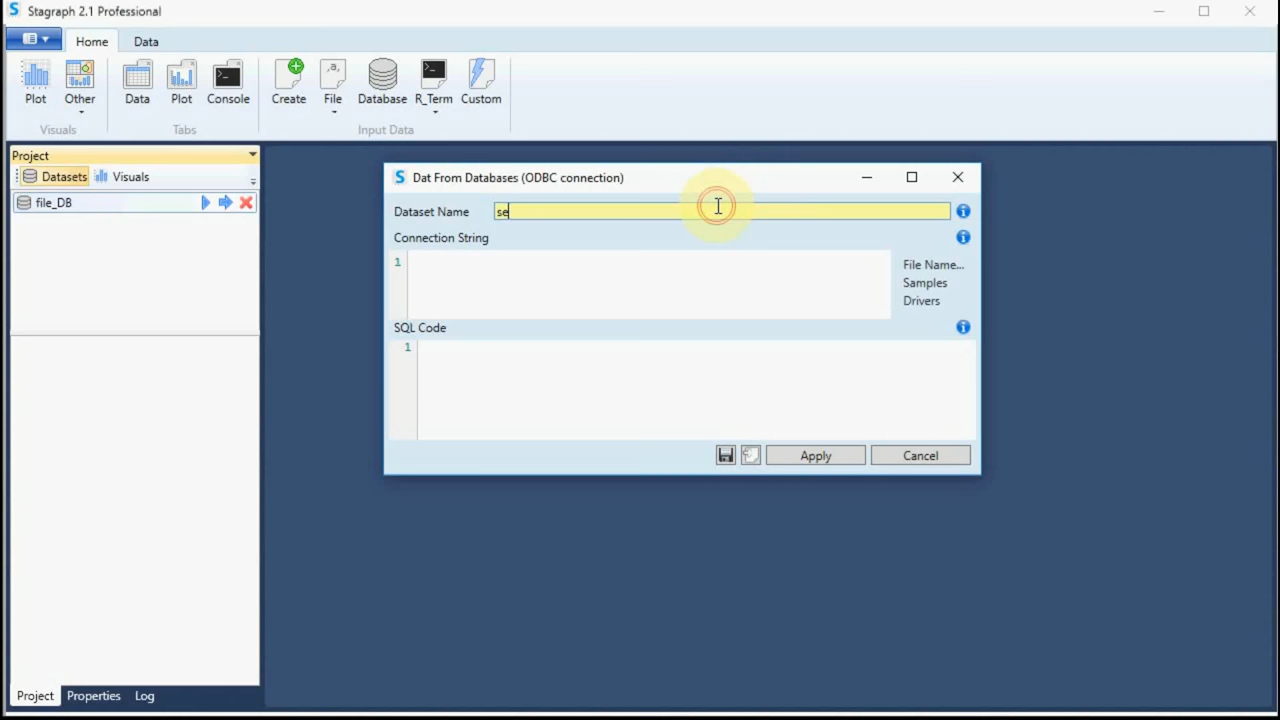 Stagraph 2.1 Professional
Home Data
Plot Other Data Plot Console Create File Database R_Term Custom
Visuals Tabs Input Data
Project
Datasets Visuals
file_DB
Dat From Databases (ODBC connection)
Dataset Name se
Connection String
1
File Name...
Samples
Drivers
SQL Code
1
Apply Cancel
Project Properties Log